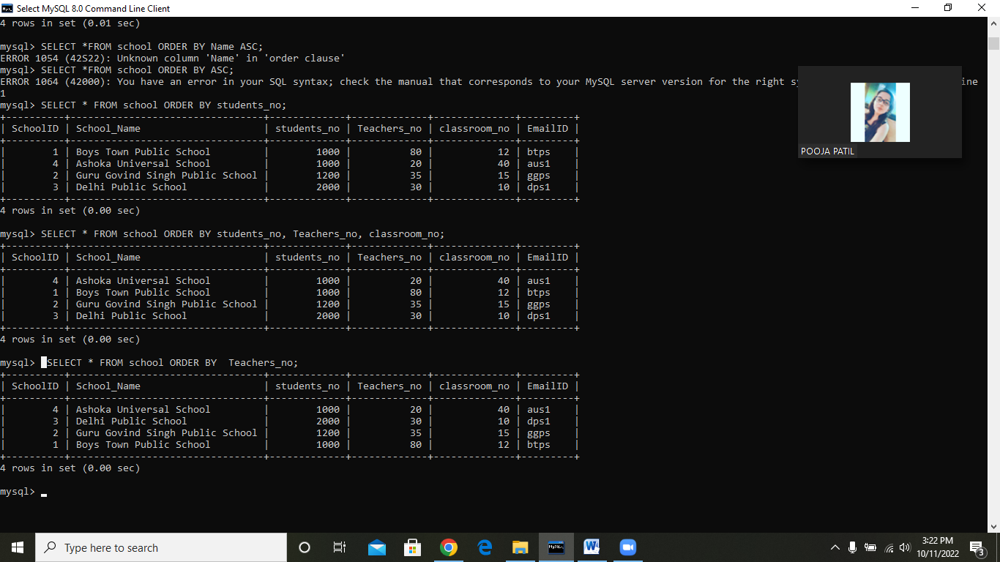 Select MySQL 8.0 Command Line Client
4 rows in set (0.01 sec)
mysql> SELECT *FROM school ORDER BY Name ASC;
ERROR 1054 (42S22): Unknown column 'Name' in 'order clause'
mysql> SELECT *FROM school ORDER BY ASC;
ERROR 1064 (42000): You have an error in your SQL syntax; check the manual that corresponds to your MySQL server version for the right ine
1
mysql> SELECT * FROM school ORDER BY students_no;
+----------+--------------------------------+-------------+-------------+--------------+---------+
| SchoolID | School_Name                    | students_no | Teachers_no | classroom_no | EmailID |
+----------+--------------------------------+-------------+-------------+--------------+---------+
|        1 | Boys Town Public School        |        1000 |          80 |           12 | btps    |
|        4 | Ashoka Universal School        |        1000 |          20 |           40 | aus1    |
|        2 | Guru Govind Singh Public School |        1200 |          35 |           15 | ggps    |
|        3 | Delhi Public School            |        2000 |          30 |           10 | dps1    |
+----------+--------------------------------+-------------+-------------+--------------+---------+
4 rows in set (0.00 sec)
mysql> SELECT * FROM school ORDER BY students_no, Teachers_no, classroom_no;
+----------+--------------------------------+-------------+-------------+--------------+---------+
| SchoolID | School_Name                    | students_no | Teachers_no | classroom_no | EmailID |
+----------+--------------------------------+-------------+-------------+--------------+---------+
|        4 | Ashoka Universal School        |        1000 |          20 |           40 | aus1    |
|        1 | Boys Town Public School        |        1000 |          80 |           12 | btps    |
|        2 | Guru Govind Singh Public School |        1200 |          35 |           15 | ggps    |
|        3 | Delhi Public School            |        2000 |          30 |           10 | dps1    |
+----------+--------------------------------+-------------+-------------+--------------+---------+
4 rows in set (0.00 sec)
mysql> SELECT * FROM school ORDER BY  Teachers_no;
+----------+--------------------------------+-------------+-------------+--------------+---------+
| SchoolID | School_Name                    | students_no | Teachers_no | classroom_no | EmailID |
+----------+--------------------------------+-------------+-------------+--------------+---------+
|        4 | Ashoka Universal School        |        1000 |          20 |           40 | aus1    |
|        3 | Delhi Public School            |        2000 |          30 |           10 | dps1    |
|        2 | Guru Govind Singh Public School |        1200 |          35 |           15 | ggps    |
|        1 | Boys Town Public School        |        1000 |          80 |           12 | btps    |
+----------+--------------------------------+-------------+-------------+--------------+---------+
4 rows in set (0.00 sec)
mysql>
POOJA PATIL
Type here to search
3:22 PM
10/11/2022
3